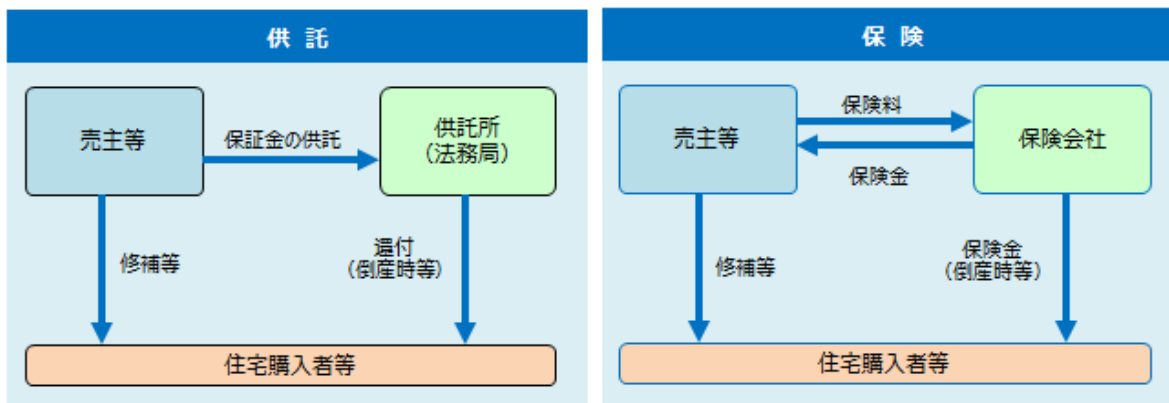 供 託
売主等
保証金の供託
供託所
（法務局）
修補等
還付
（倒産時等）
住宅購入者等
保 険
売主等
保険料
保険金
保険会社
修補等
保険金
（倒産時等）
住宅購入者等